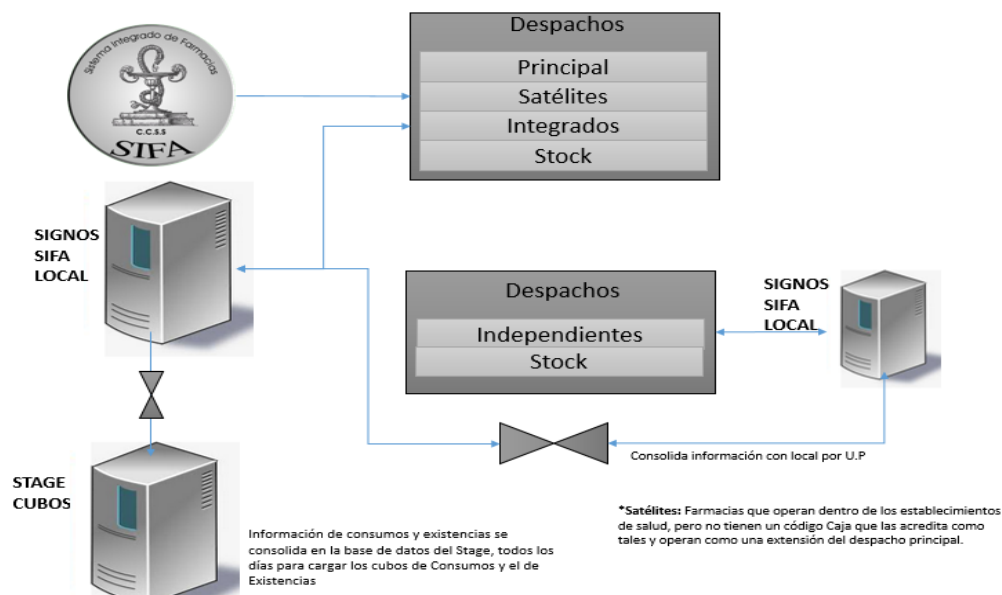 Sistema Integrado de Farmacias
C.C.S.S
SIFA
Despachos
Principal
Satélites
Integrados
Stock
SIGNOS
SIFA
LOCAL
Despachos
Independientes
Stock
SIGNOS
SIFA
LOCAL
Consolida información con local por U.P
STAGE
CUBOS
Información de consumos y existencias se
consolida en la base de datos del Stage, todos los
días para cargar los cubos de Consumos y el de
Existencias
*Satélites: Farmacias que operan dentro de los establecimientos
de salud, pero no tienen un código Caja que las acredita como
tales y operan como una extensión del despacho principal.